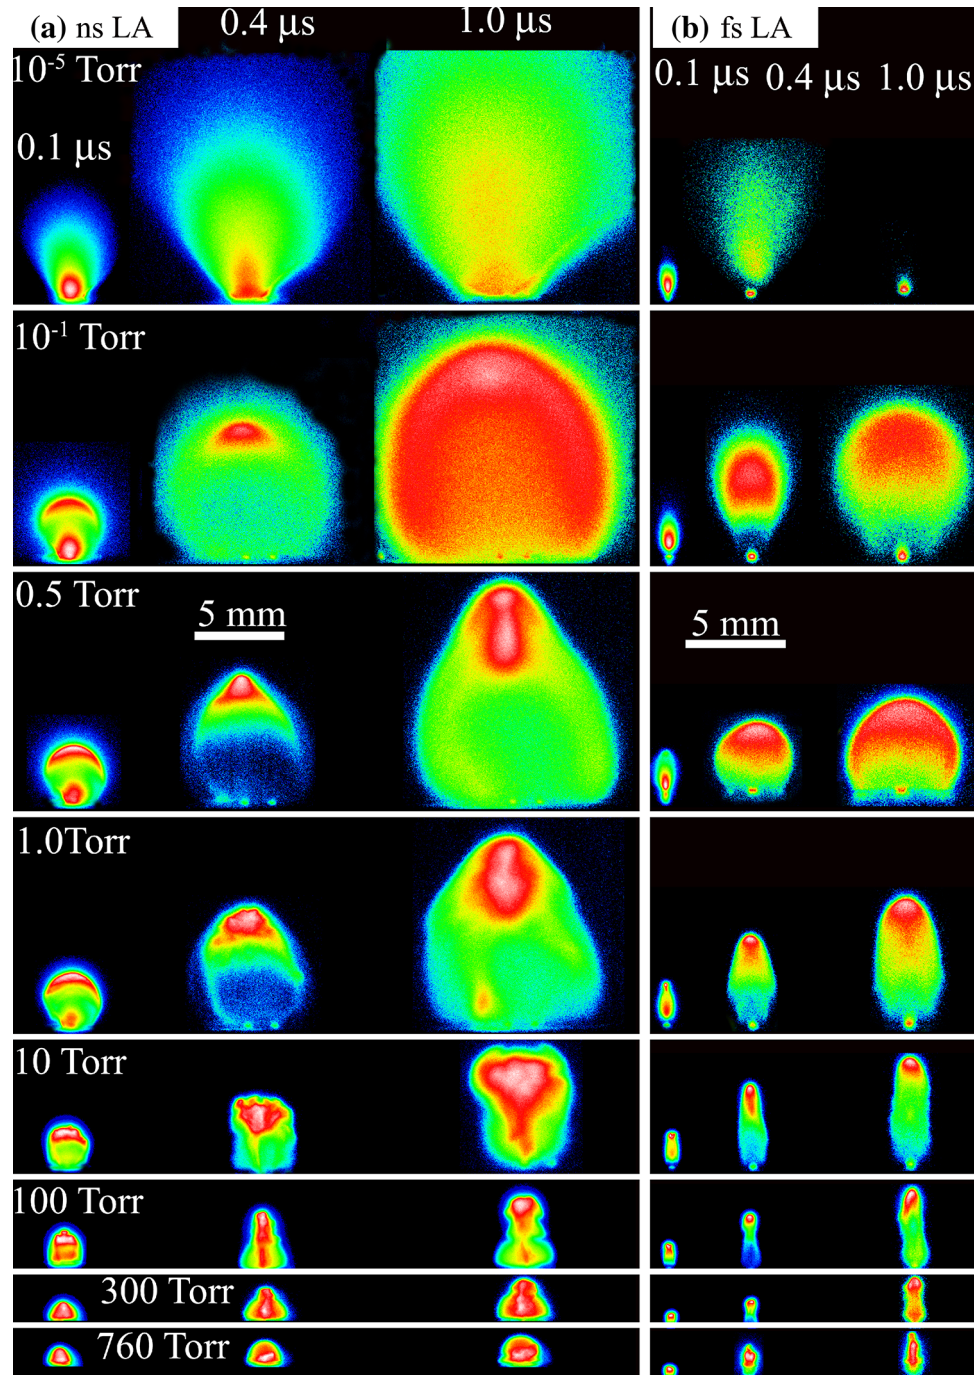 (a) ns LA
0.4 μs
1.0 μs
10-5 Torr
0.1 μs
(b) fs LA
0.1 μs
0.4 μs
1.0 μs
10-1 Torr
0.5 Torr
5 mm
5 mm
1.0Torr
10 Torr
100 Torr
300 Torr
760 Torr